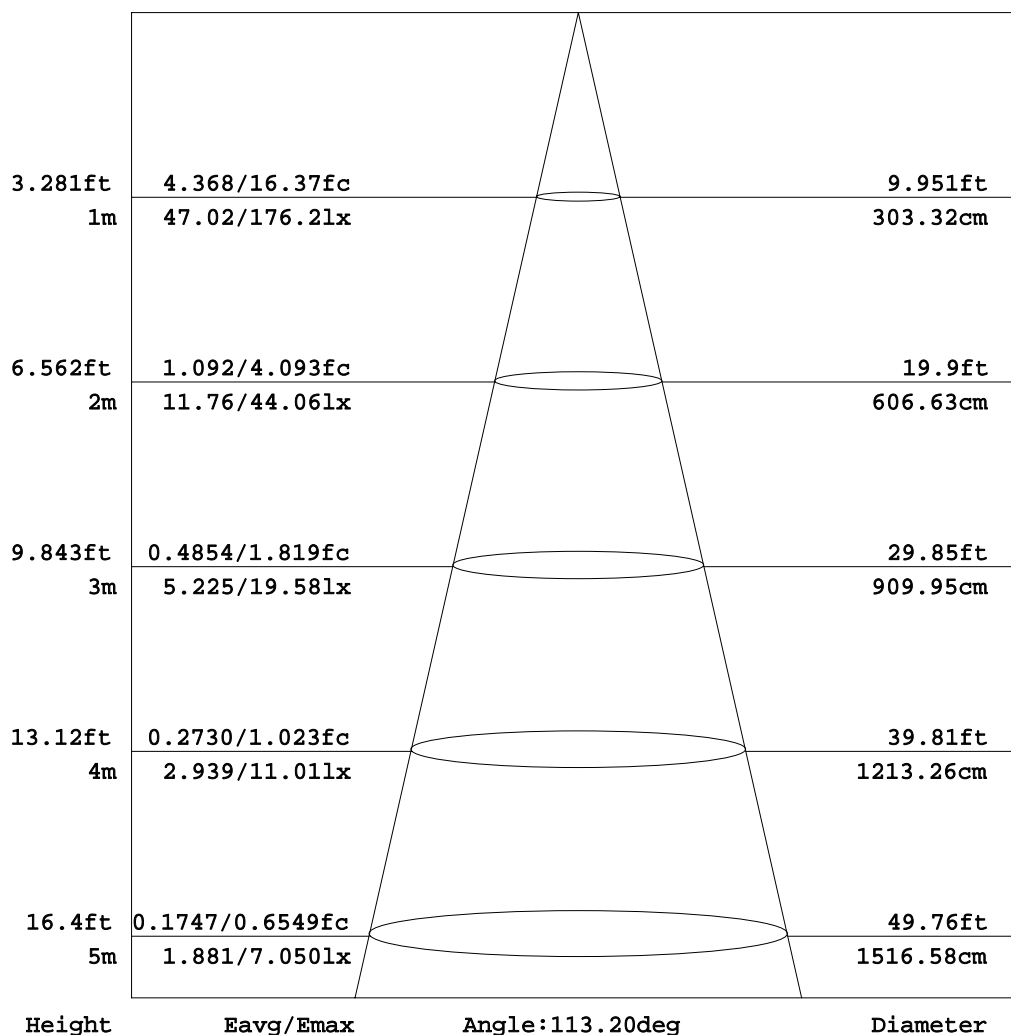 3.281ft 4.368/16.37fc 9.951ft
1m 47.02/176.2lx 303.32cm
6.562ft 1.092/4.093fc 19.9ft
2m 11.76/44.06lx 606.63cm
9.843ft 0.4854/1.819fc 29.85ft
3m 5.225/19.58lx 909.95cm
13.12ft 0.2730/1.023fc 39.81ft
4m 2.939/11.01lx 1213.26cm
16.4ft 0.1747/0.6549fc 49.76ft
5m 1.881/7.050lx 1516.58cm
Height Eavg/Emax Angle:113.20deg Diameter